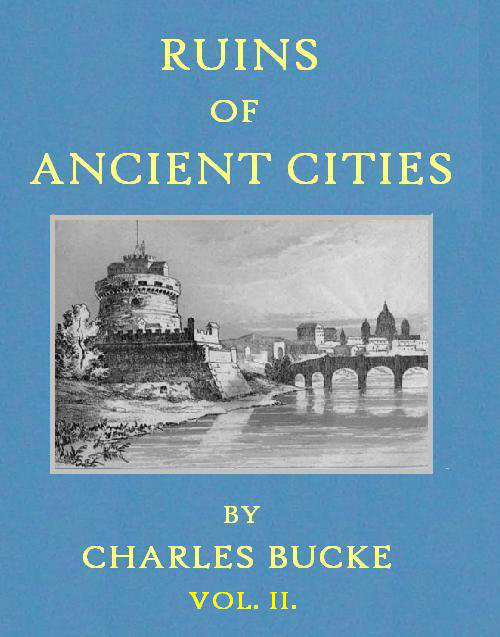 RUINS
OF
ANCIENT CITIES
BY
CHARLES BUCKE
VOL. II.